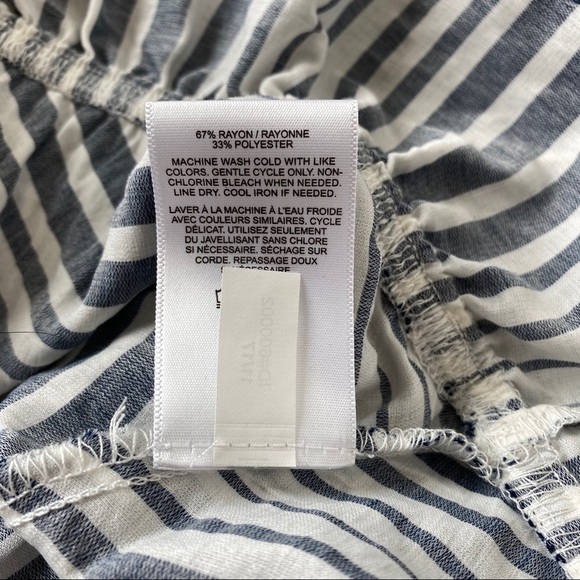 67% RAYON / RAYONNE
33% POLYESTER
MACHINE WASH COLD WITH LIKE
COLORS. GENTLE CYCLE ONLY. NON-
CHLORINE BLEACH WHEN NEEDED.
LINE DRY. COOL IRON IF NEEDED.
LAVER À LA MACHINE À L'EAU FROIDE
AVEC COULEURS SIMILAIRES. CYCLE
DÉLICAT. UTILIZE SEULEMENT
DU JAVELLISANT SANS CHLORE
SI NÉCESSAIRE. SÉCHAGE SUR
CORDE. REPASSAGE DOUX